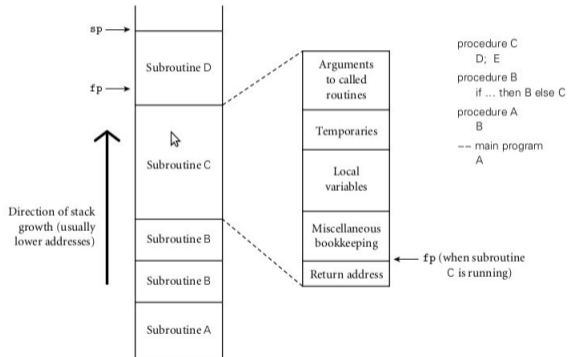 sp
Subroutine D
fp
Subroutine C
Direction of stack
growth (usually
lower addresses)
Subroutine B
Subroutine B
Subroutine A
Arguments
to called
routines
Temporaries
Local
variables
Miscellaneous
bookkeeping
Return address
fp (when subroutine
C is running)
procedure C
D; E
procedure B
if ... then B else C
procedure A
B
-- main program
A